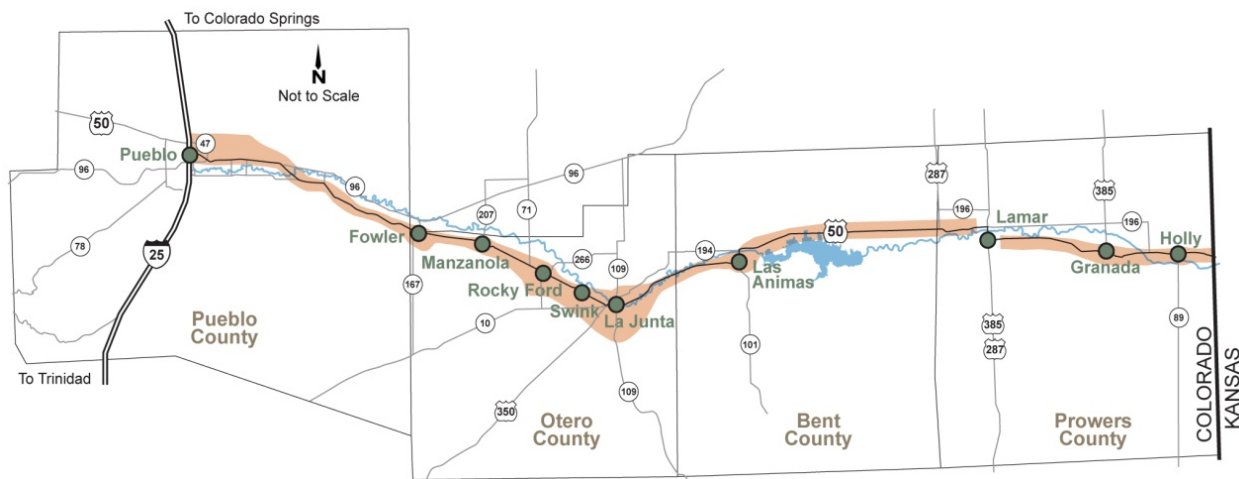 To Colorado Springs
N
Not to Scale
50
47
Pueblo
96
96
96
78
25
Pueblo
County
To Trinidad
Fowler
167
207
71
Manzanola
266
109
Rocky Ford
Swink
La Junta
10
350
109
Otero
County
194
Las
Animas
101
50
Bent
County
287
196
Lamar
385
196
Granada
Holly
385
287
89
Prowers
County
COLORADO
KANSAS